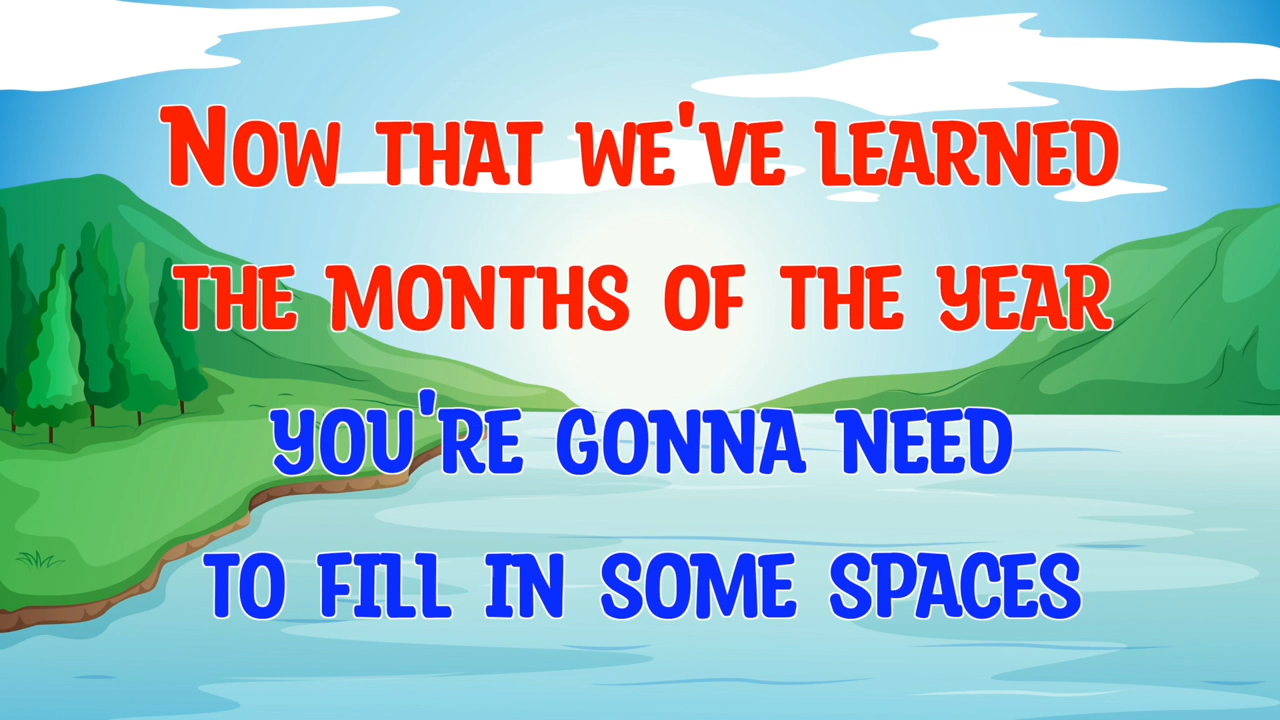 Now that we've learned
the months of the year
you're gonna need
to fill in some spaces